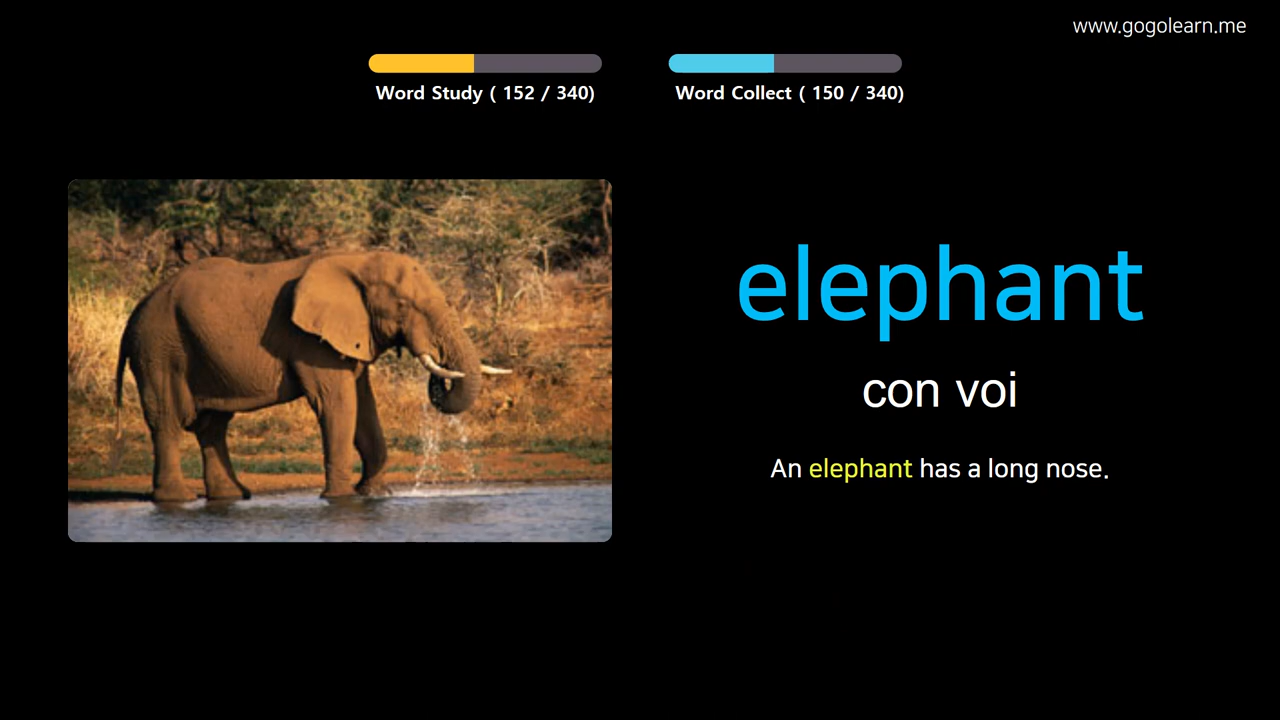 www.gogolearn.me
Word Study ( 152 / 340)
Word Collect ( 150 / 340)
elephant
con voi
An elephant has a long nose.